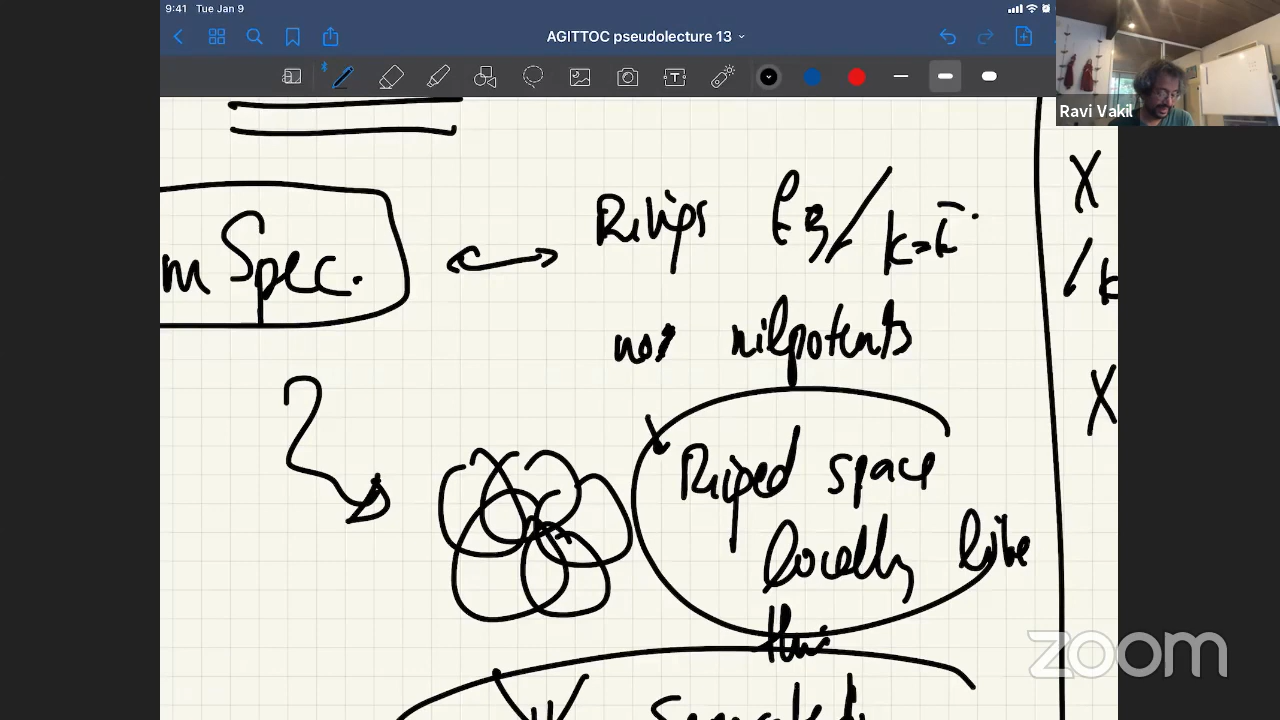 9:41 Tue Jan 9
AGITTOC pseudolecture 13
Ravi Vakil
m Spec.
Rings f.g./k=k̄.
not nilpotents
Ringed space
locally like
this
X
/k
X
zoom